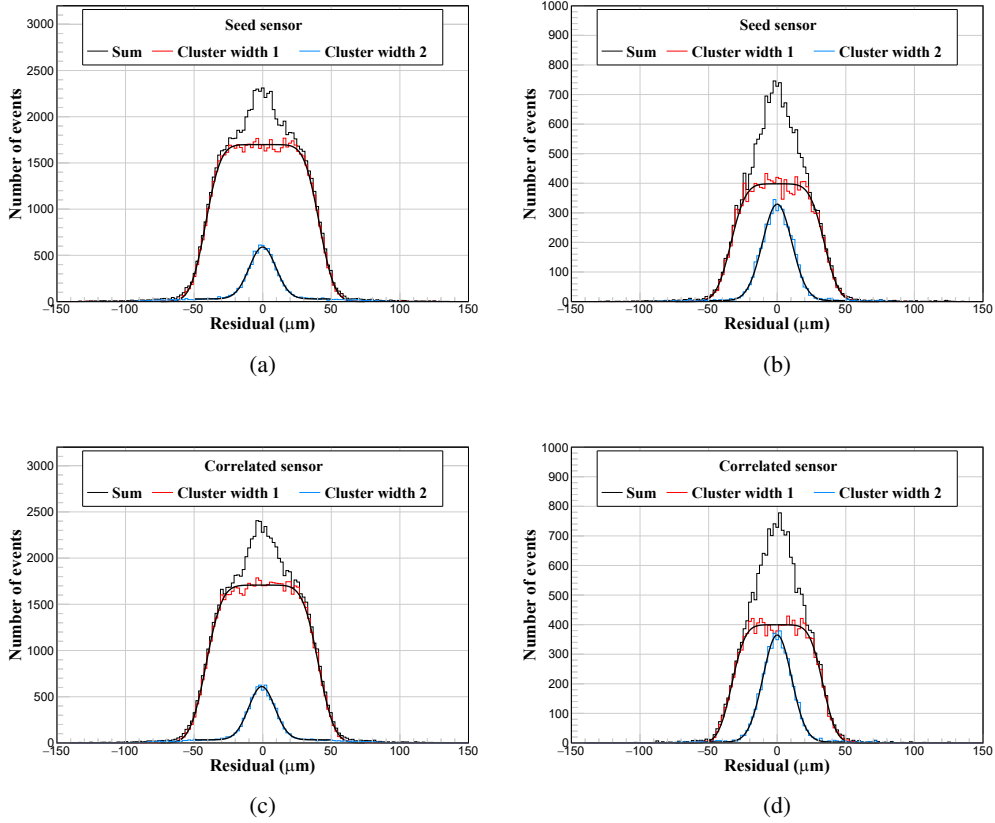 Seed sensor
Sum Cluster width 1 Cluster width 2
Number of events
3000
2500
2000
1500
1000
500
0
−150 −100 −50 0 50 100 150
Residual (μm)
(a)
Seed sensor
Sum Cluster width 1 Cluster width 2
Number of events
1000
900
800
700
600
500
400
300
200
100
0
−150 −100 −50 0 50 100 150
Residual (μm)
(b)
Correlated sensor
Sum Cluster width 1 Cluster width 2
Number of events
3000
2500
2000
1500
1000
500
0
−150 −100 −50 0 50 100 150
Residual (μm)
(c)
Correlated sensor
Sum Cluster width 1 Cluster width 2
Number of events
1000
900
800
700
600
500
400
300
200
100
0
−150 −100 −50 0 50 100 150
Residual (μm)
(d)